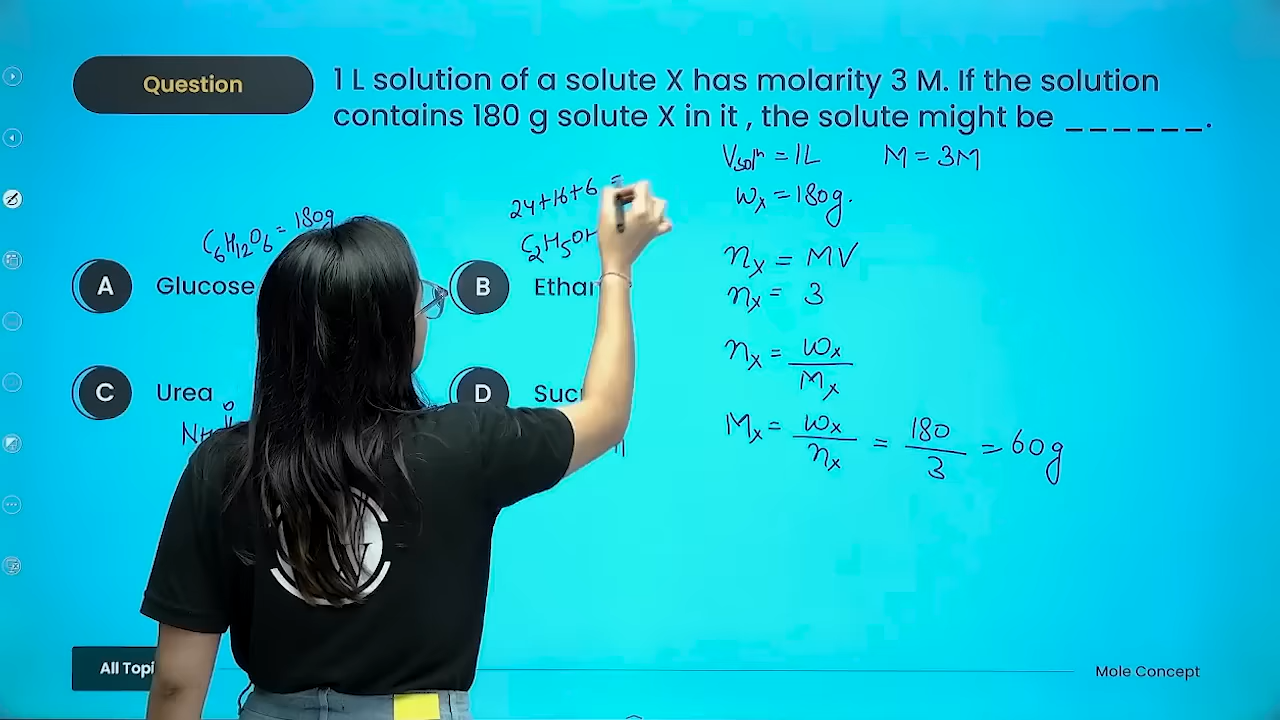 Question
1 L solution of a solute X has molarity 3 M. If the solution
contains 180 g solute X in it , the solute might be _ _ _ _ _ _.
Vsolⁿ = 1L M = 3M
wx = 180g.
24+16+6 =
C6H12O6 = 180g
C2H5OH
nx = MV
nx = 3
A Glucose
B
nx = wx / Mx
C Urea
D
O
Mx = wx / nx = 180 / 3 = 60g
All
Mole Concept